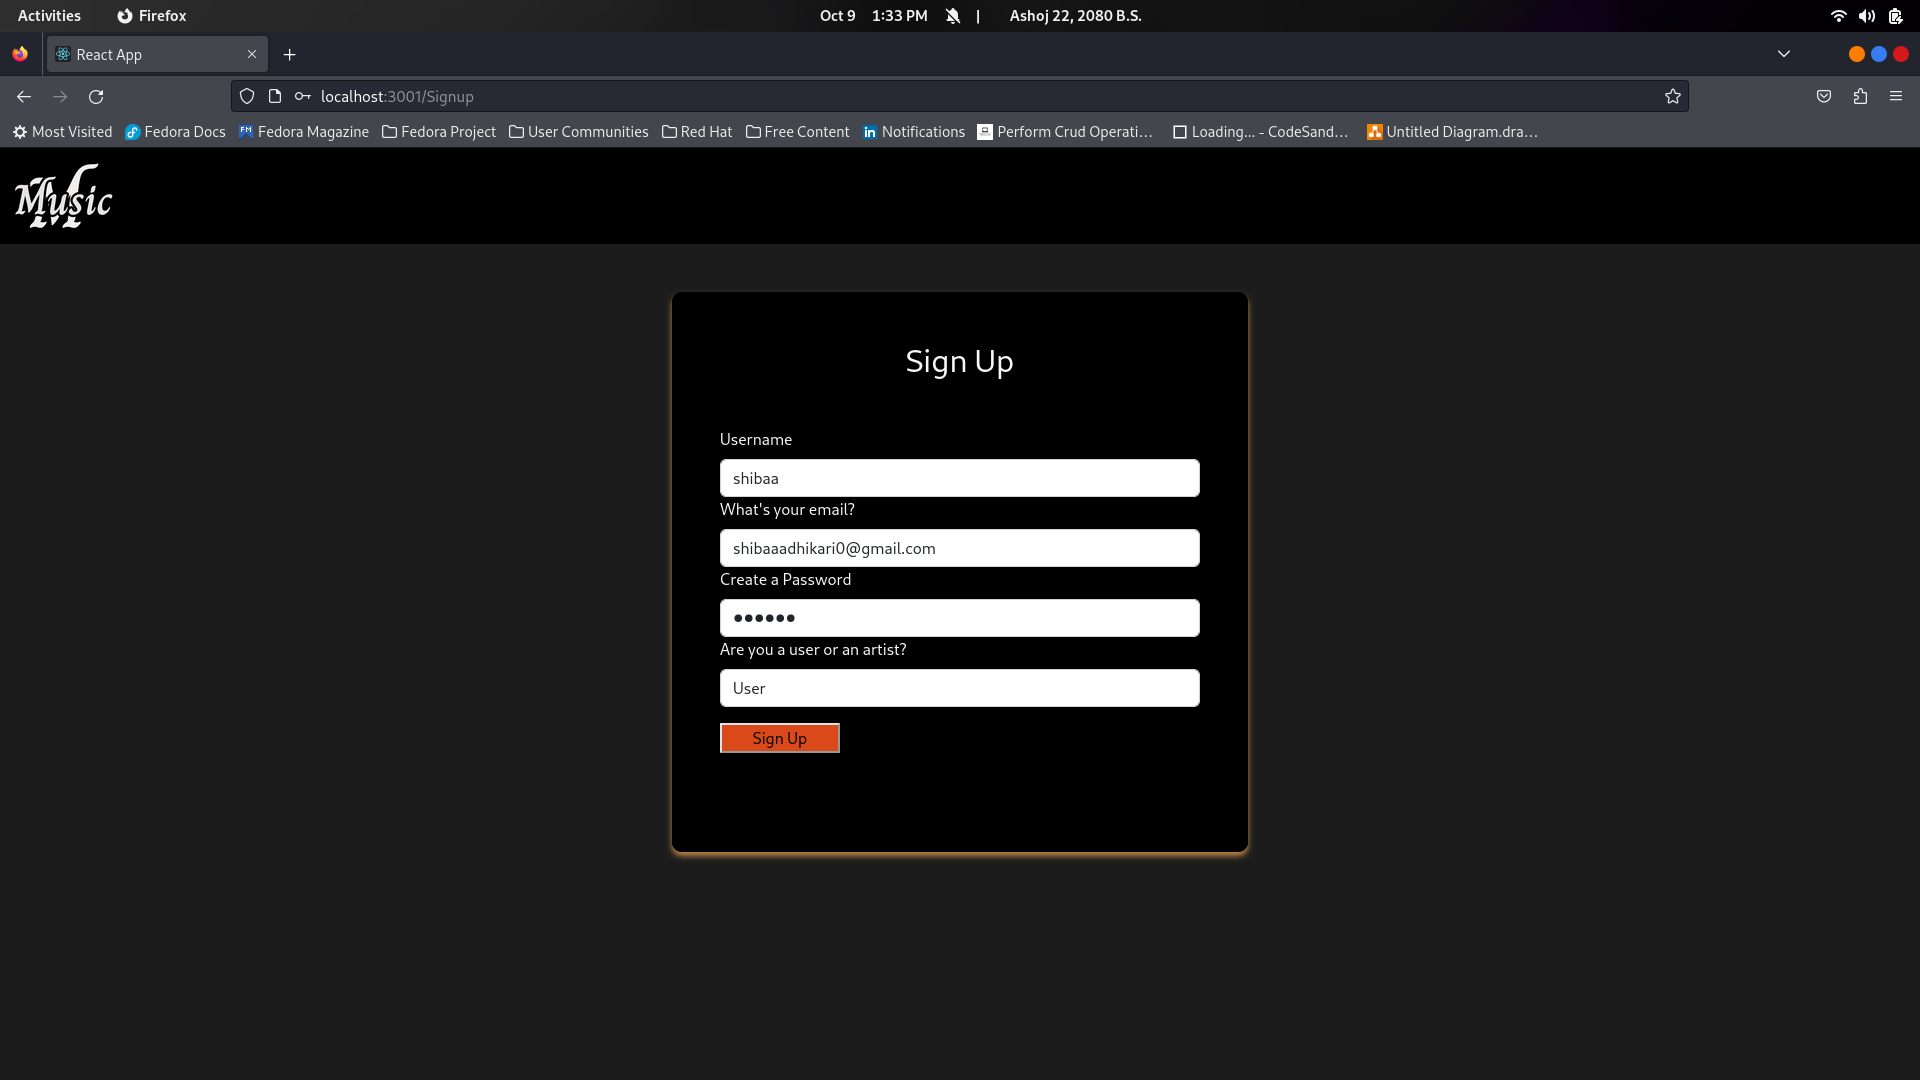 Activities Firefox Oct 9 1:33 PM | Ashoj 22, 2080 B.S.
React App
localhost:3001/Signup
Most Visited Fedora Docs Fedora Magazine Fedora Project User Communities Red Hat Free Content Notifications Perform Crud Operati... Loading... - CodeSand... Untitled Diagram.dra...
Music
Sign Up
Username
shibaa
What's your email?
shibaaadhikari0@gmail.com
Create a Password
●●●●●●
Are you a user or an artist?
User
Sign Up